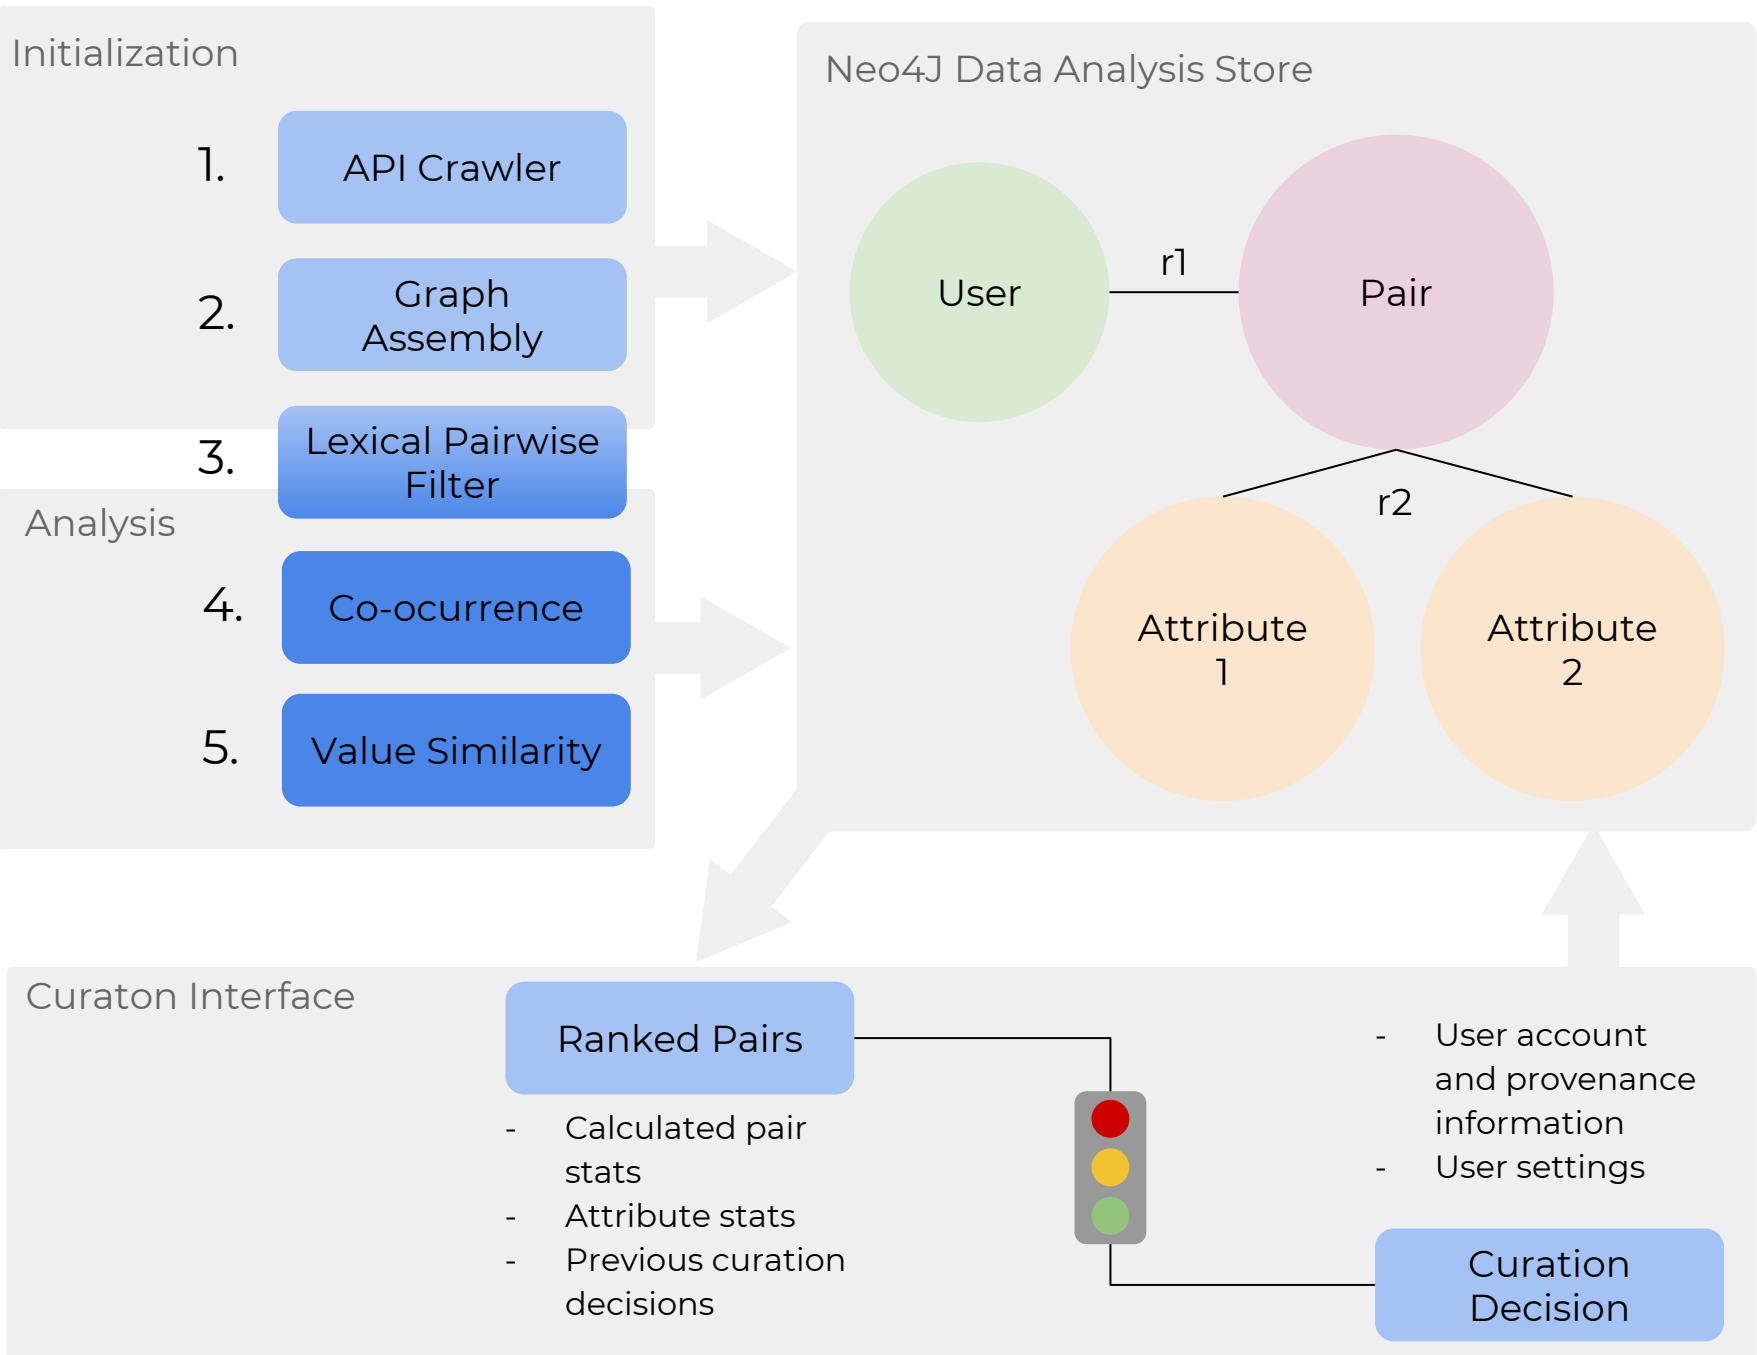 Initialization
1.
API Crawler
2.
Graph
Assembly
3.
Lexical Pairwise
Filter
Analysis
4.
Co-ocurrence
5.
Value Similarity
Neo4J Data Analysis Store
User
r1
Pair
r2
Attribute
1
Attribute
2
Curaton Interface
Ranked Pairs
- Calculated pair
stats
- Attribute stats
- Previous curation
decisions
- User account
and provenance
information
- User settings
Curation
Decision